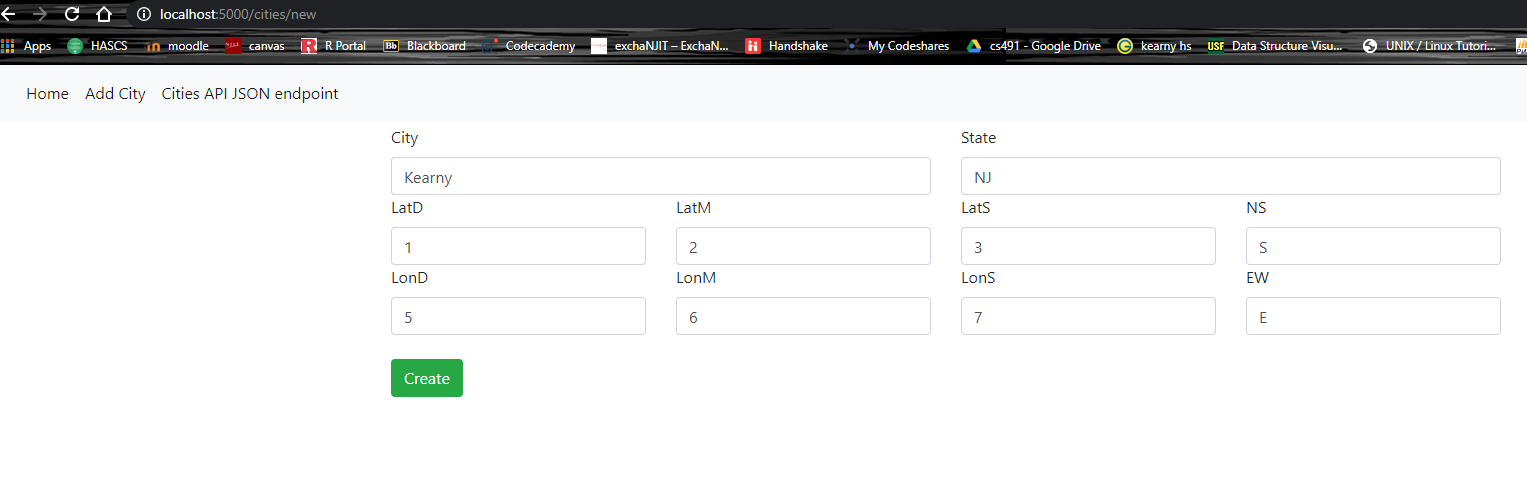 localhost:5000/cities/new
Apps HASCS moodle canvas R Portal Bb Blackboard Codecademy exchaNJIT – ExchaN... Handshake My Codeshares cs491 - Google Drive kearny hs USF Data Structure Visu... UNIX / Linux Tutori...
Home Add City Cities API JSON endpoint
City State
Kearny NJ
LatD LatM LatS NS
1 2 3 S
LonD LonM LonS EW
5 6 7 E
Create